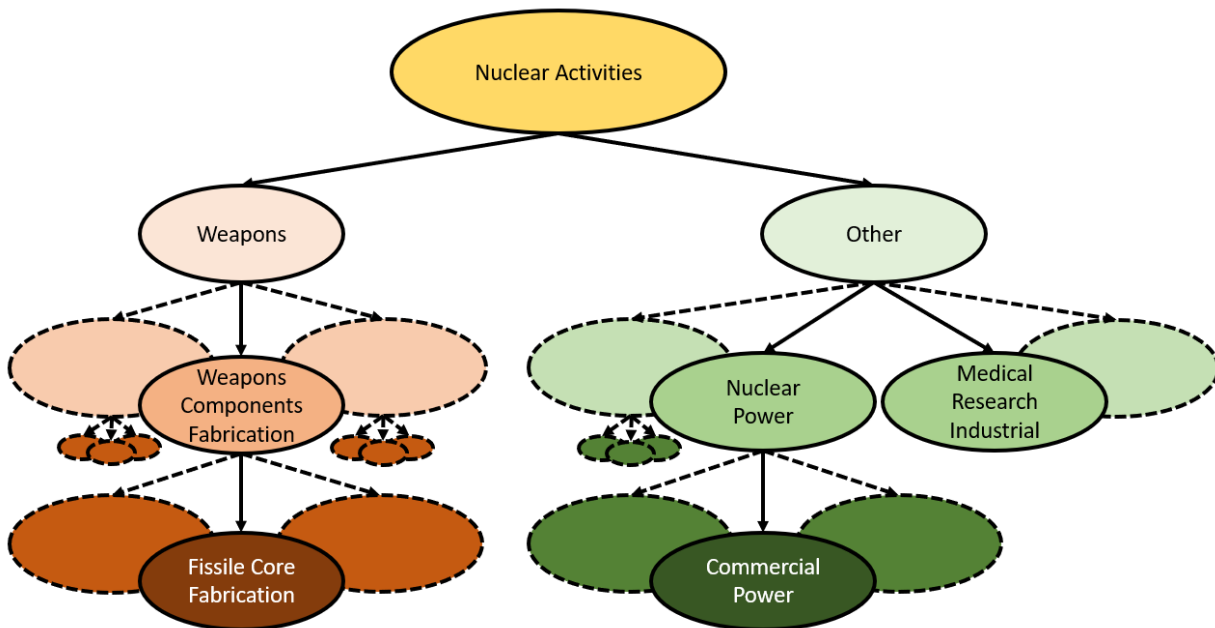 Nuclear Activities
Weapons
Other
Weapons
Components
Fabrication
Nuclear
Power
Medical
Research
Industrial
Fissile Core
Fabrication
Commercial
Power